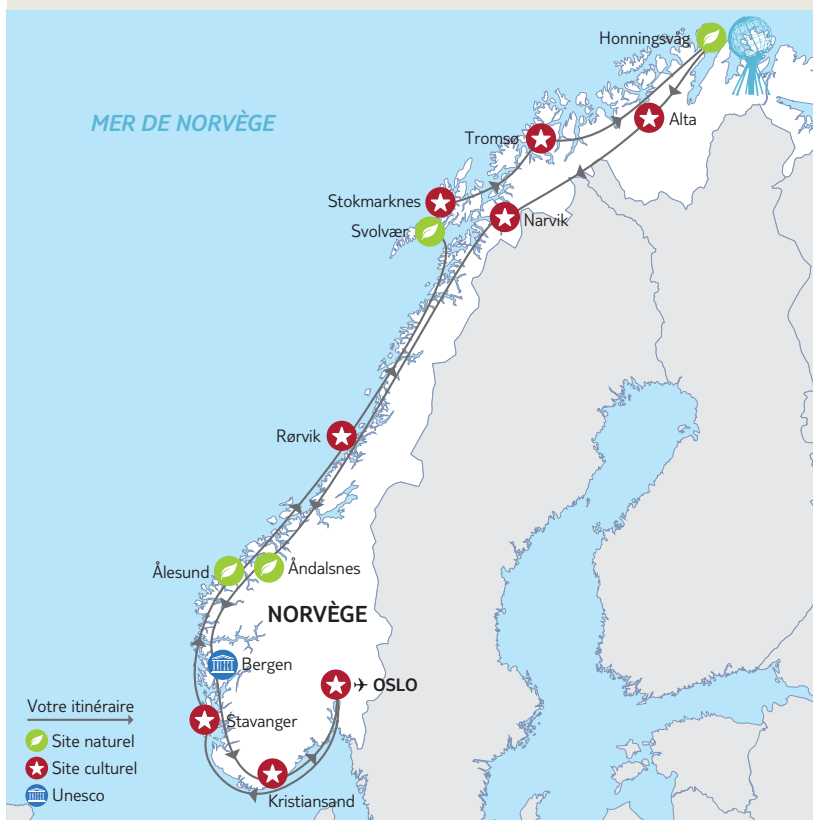 Honningsvåg
MER DE NORVÈGE
Alta
Tromsø
Stokmarknes
Narvik
Svolvær
Rørvik
Ålesund
Åndalsnes
NORVÈGE
Bergen
OSLO
Votre itinéraire
Stavanger
Site naturel
Site culturel
Unesco
Kristiansand